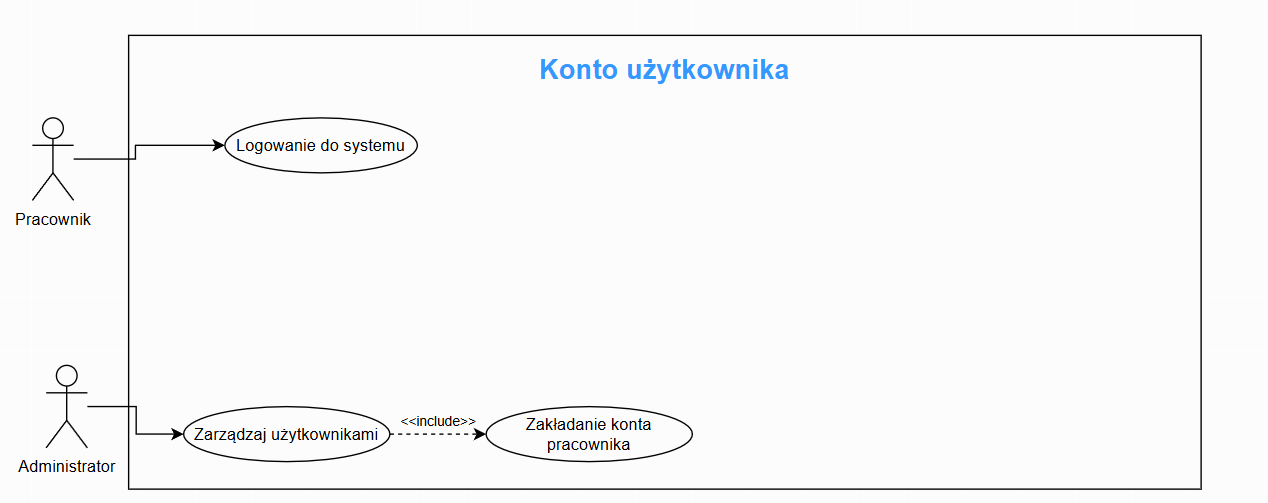 Konto użytkownika
Logowanie do systemu
Pracownik
Zarządzaj użytkownikami
<<include>>
Zakładanie konta
pracownika
Administrator